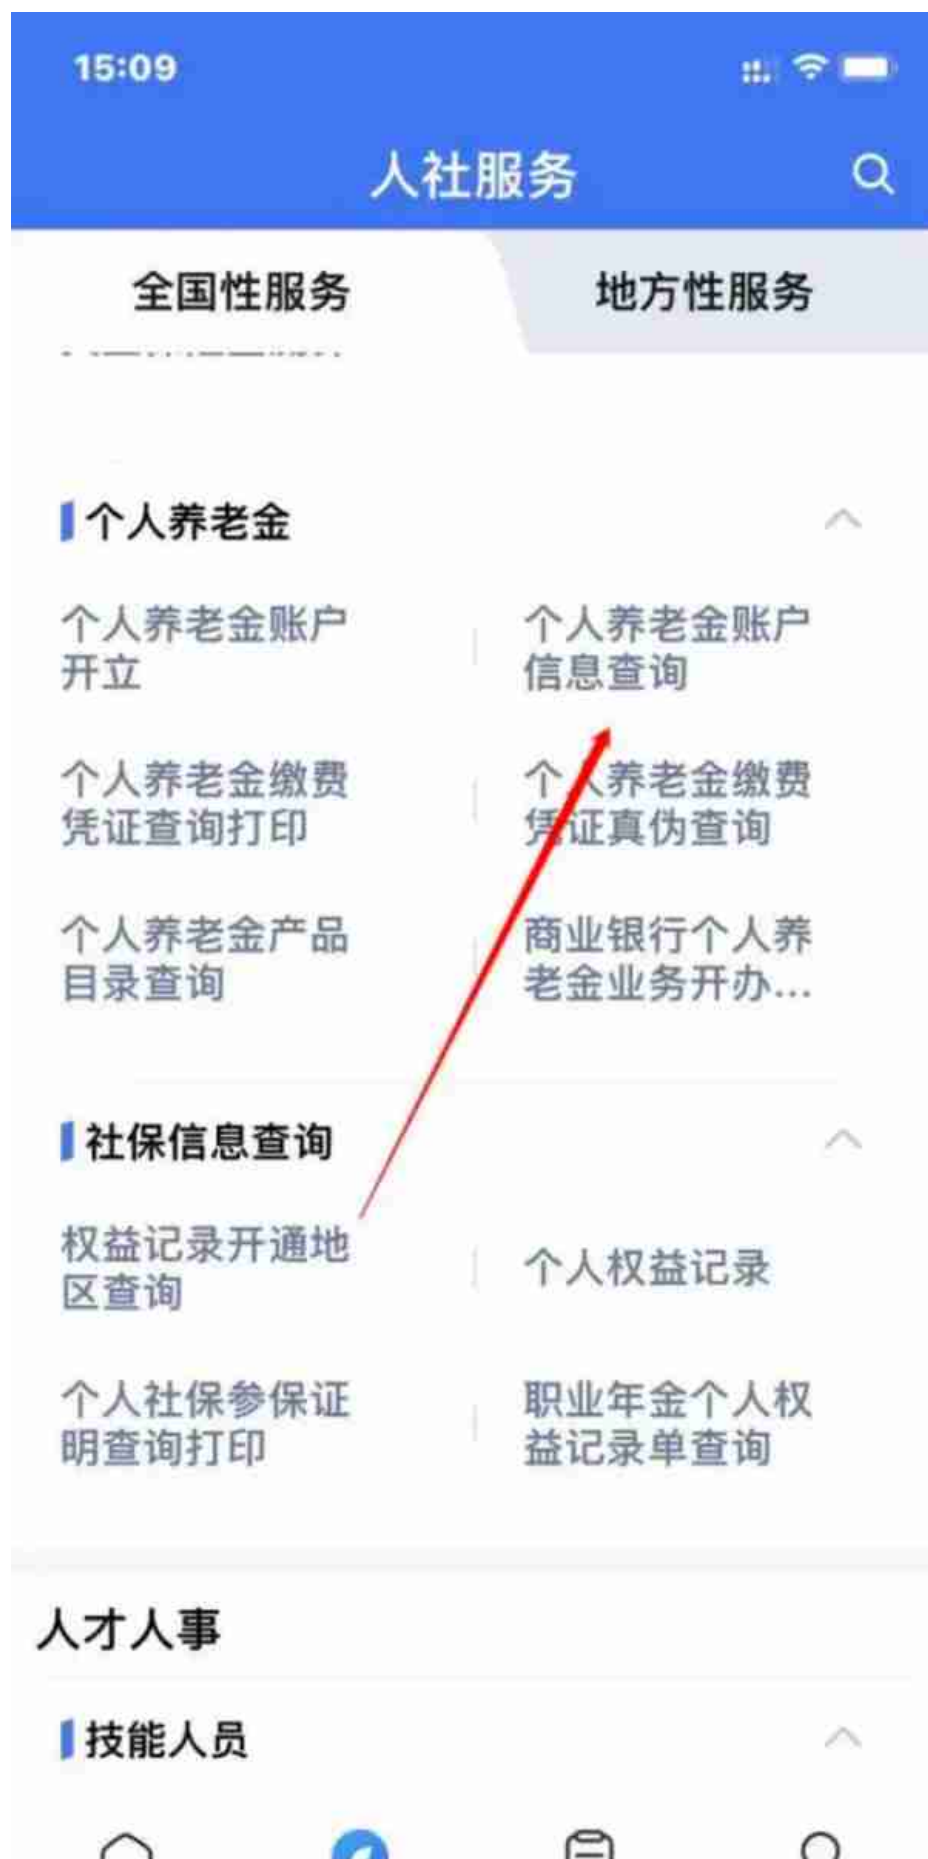 15:09
人社服务
全国性服务
地方性服务
个人养老金
个人养老金账户
开立
个人养老金账户
信息查询
个人养老金缴费
凭证查询打印
个人养老金缴费
凭证真伪查询
个人养老金产品
目录查询
商业银行个人养
老金业务开办...
社保信息查询
权益记录开通地
区查询
个人权益记录
个人社保参保证
明查询打印
职业年金个人权
益记录单查询
人才人事
技能人员